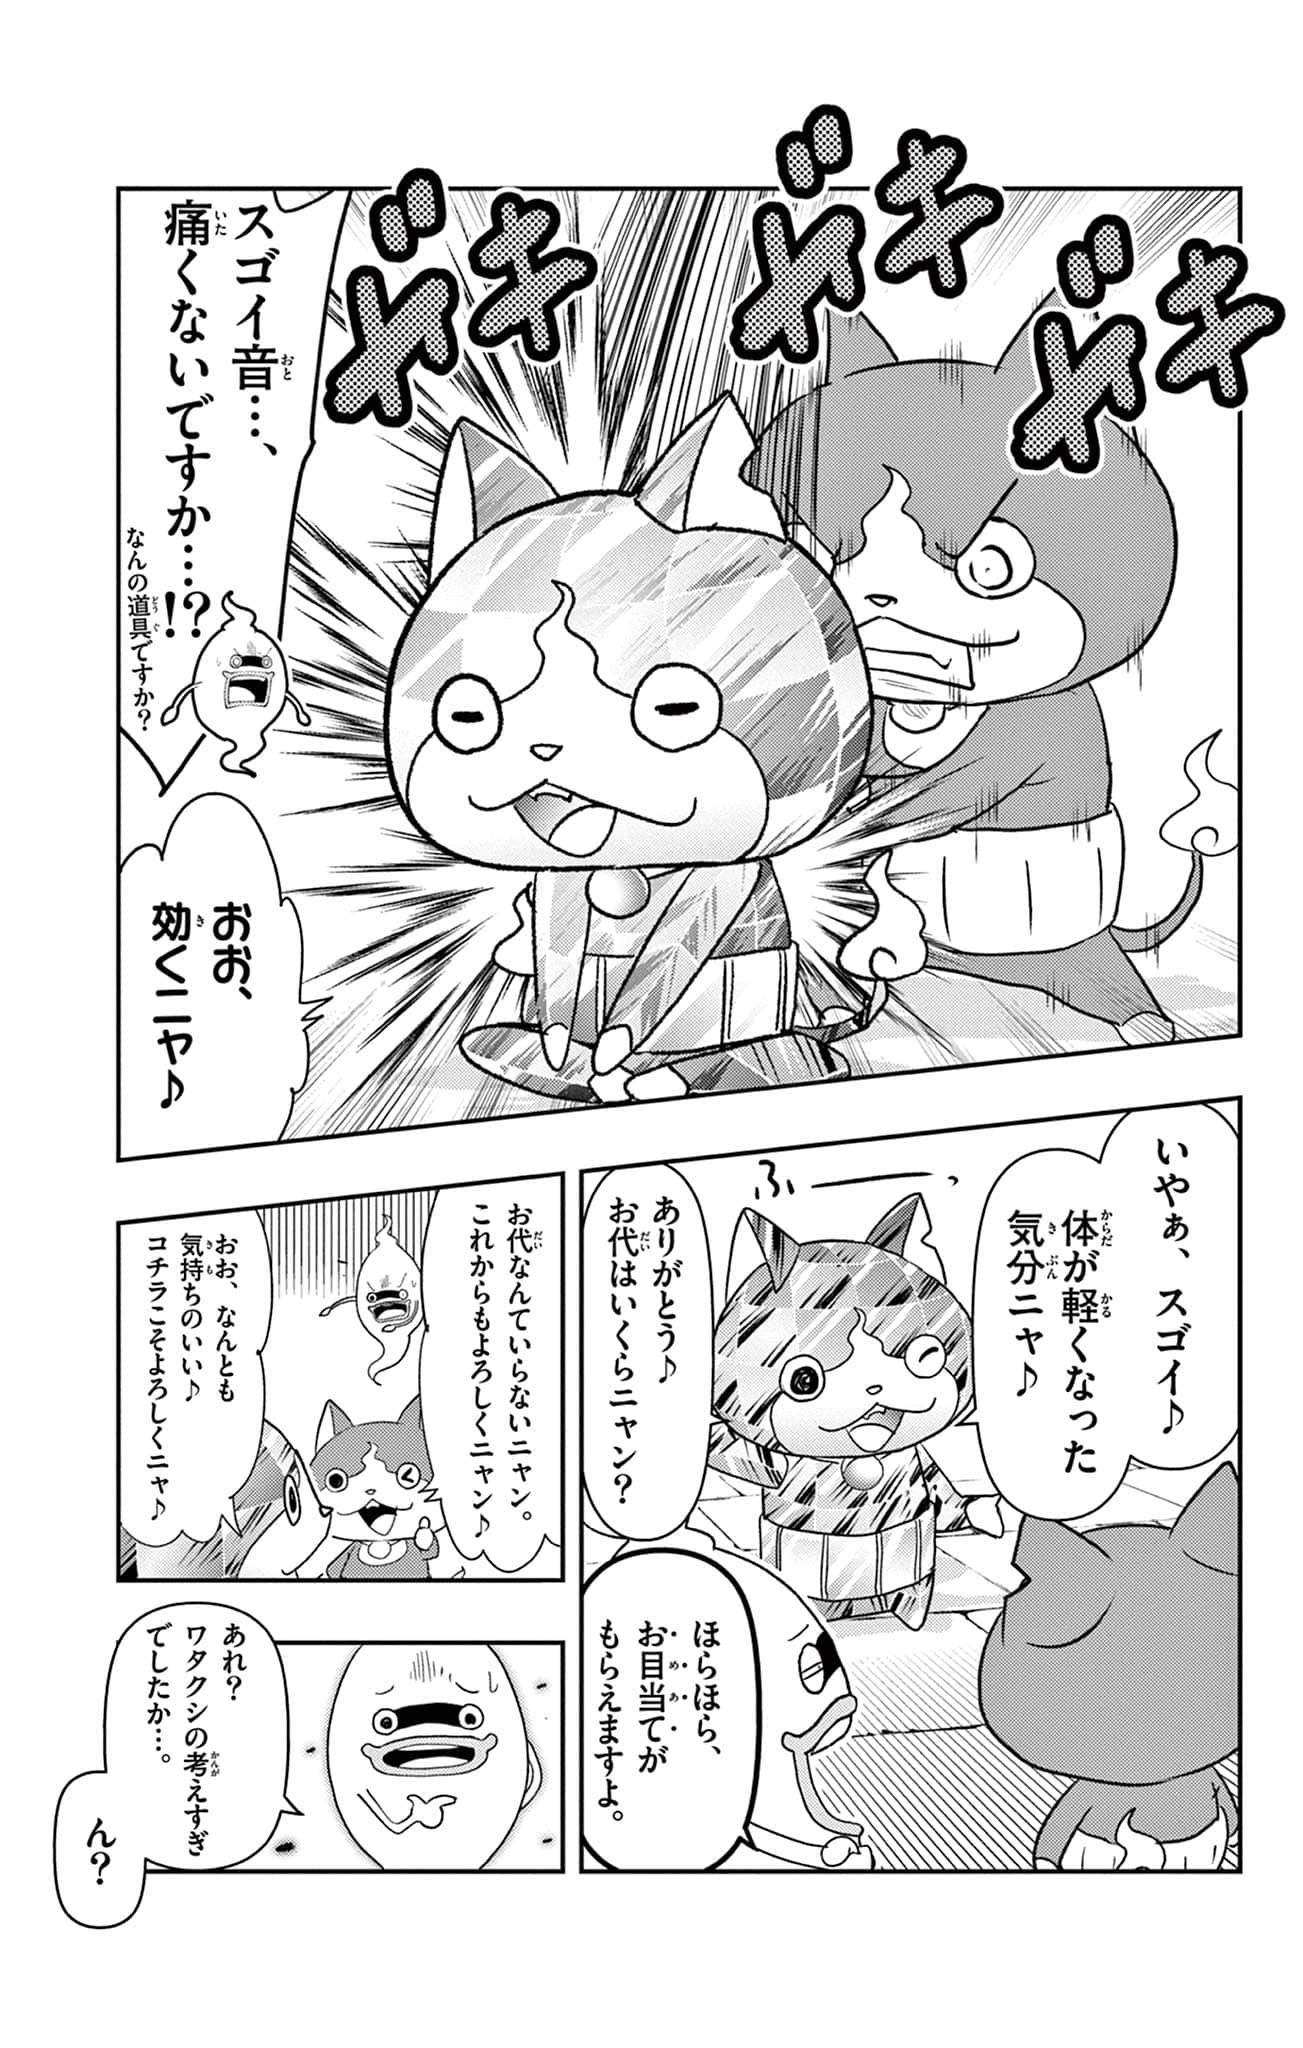 ボキ
ボキ
ボキ
スゴイ音…、
痛くないですか…!?
なんの道具ですか?
おお、
効くニャ♪
いやぁ、スゴイ♪
体が軽くなった
気分ニャ♪
ふーっ
ありがとう♪
お代はいくらニャン?
ほらほら、
お目当てが
もらえますよ。
お代なんていらないニャン。
これからもよろしくニャン♪
おお、なんとも
気持ちのいい♪
コチラこそよろしくニャ♪
あれ?
ワタクシの考えすぎ
でしたか…。
ん?